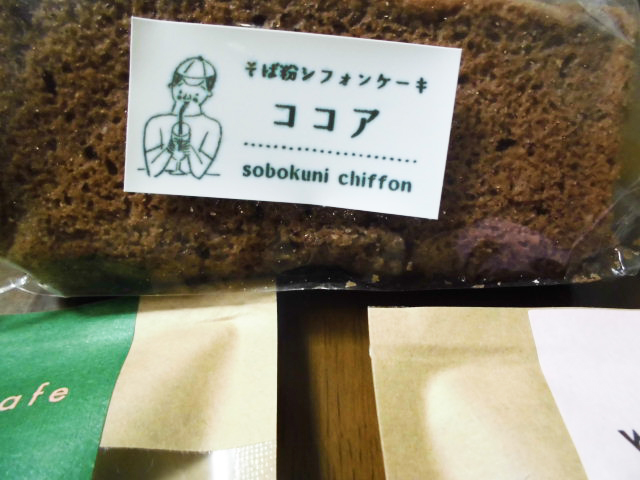 そば粉シフォンケーキ
ココア
sobokuni chiffon
afe